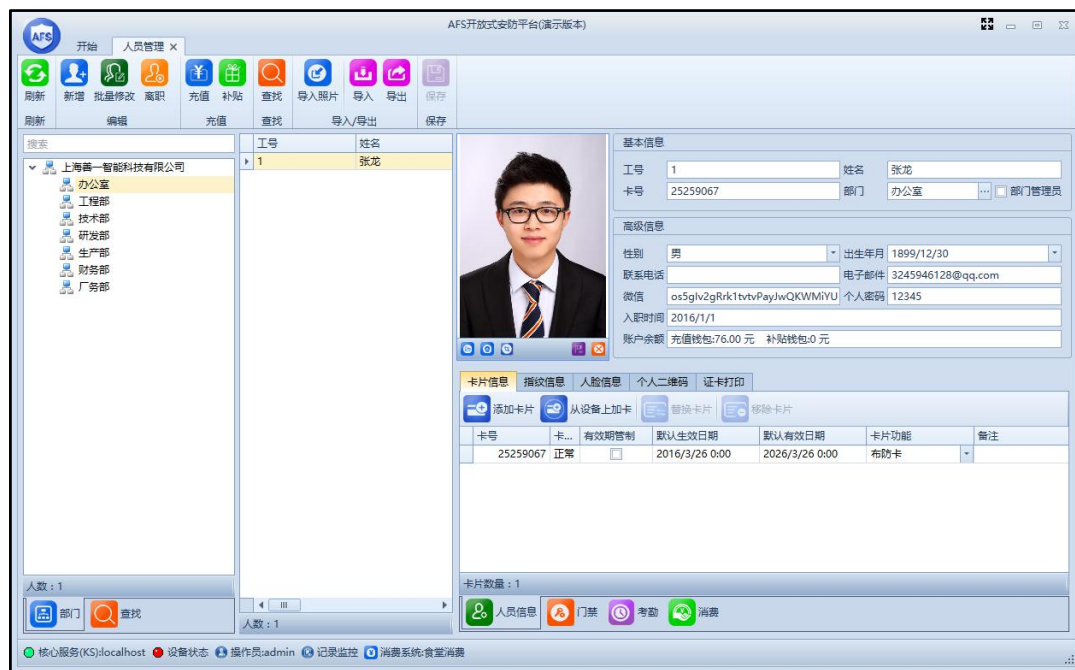 AFS开放式安防平台(演示版本)
AFS
开始 人员管理
刷新 新增 批量修改 离职 充值 补贴 查找 导入照片 导入 导出 保存
刷新 编辑 充值 查找 导入/导出 保存
搜索
上海善一智能科技有限公司
办公室
工程部
技术部
研发部
生产部
财务部
厂务部
人数：1
部门 查找
工号 姓名
1 张龙
人数：1
基本信息
工号 1 姓名 张龙
卡号 25259067 部门 办公室 ... 部门管理员
高级信息
性别 男 出生年月 1899/12/30
联系电话 电子邮件 3245946128@qq.com
微信 os5glv2gRrk1tvtvPayJwQKWMiYU 个人密码 12345
入职时间 2016/1/1
账户余额 充值钱包:76.00 元 补贴钱包:0 元
卡片信息 指纹信息 人脸信息 个人二维码 证卡打印
添加卡片 从设备上加卡 替换卡片 移除卡片
卡号 卡... 有效期管制 默认生效日期 默认有效日期 卡片功能 备注
25259067 正常 2016/3/26 0:00 2026/3/26 0:00 布防卡
卡片数量：1
人员信息 门禁 考勤 消费
核心服务(KS):localhost 设备状态 操作员:admin 记录监控 消费系统:食堂消费